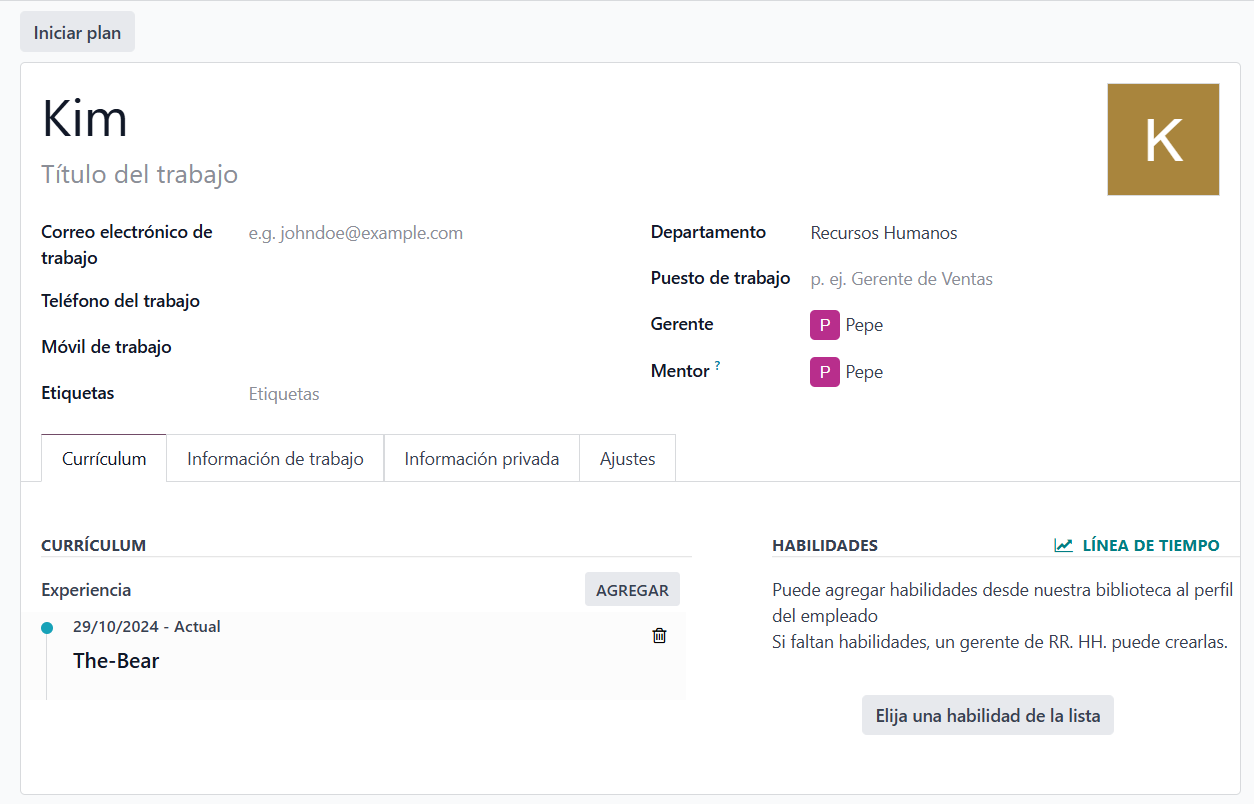 Iniciar plan
Kim
K
Título del trabajo
Correo electrónico de
trabajo
e.g. johndoe@example.com
Teléfono del trabajo
Móvil de trabajo
Etiquetas
Etiquetas
Departamento
Recursos Humanos
Puesto de trabajo
p. ej. Gerente de Ventas
Gerente
P Pepe
Mentor ?
P Pepe
Currículum
Información de trabajo
Información privada
Ajustes
CURRÍCULUM
Experiencia
AGREGAR
29/10/2024 - Actual
The-Bear
HABILIDADES
LÍNEA DE TIEMPO
Puede agregar habilidades desde nuestra biblioteca al perfil
del empleado
Si faltan habilidades, un gerente de RR. HH. puede crearlas.
Elija una habilidad de la lista